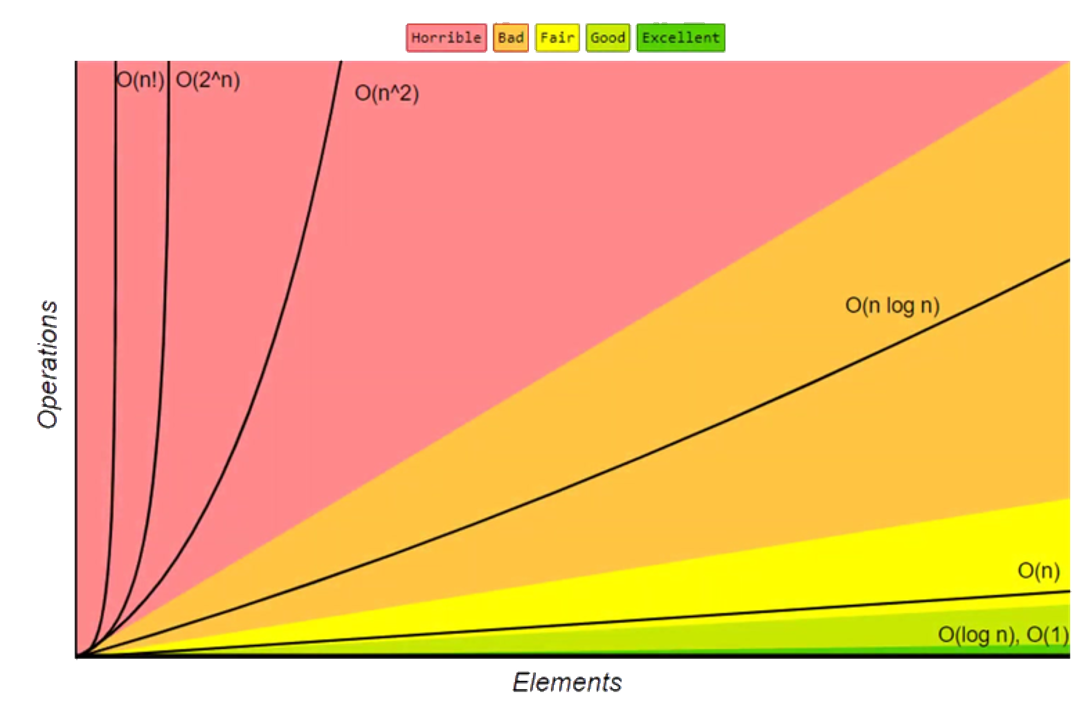 Horrible Bad Fair Good Excellent
O(n!) O(2^n)
O(n^2)
O(n log n)
Operations
O(n)
O(log n), O(1)
Elements